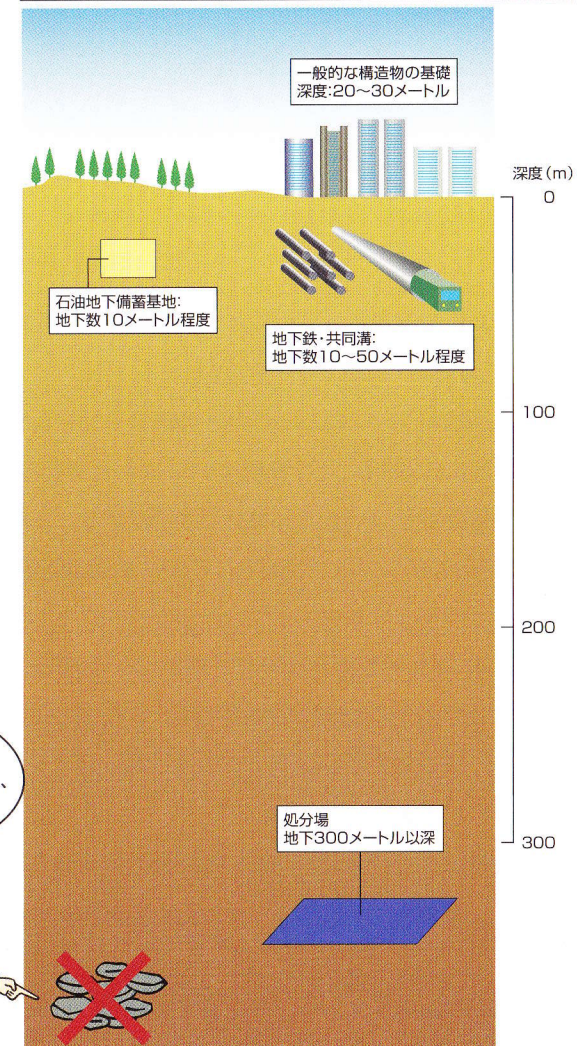 一般的な構造物の基礎
深度:20〜30メートル
深度(m)
0
石油地下備蓄基地:
地下数10メートル程度
地下鉄・共同溝:
地下数10〜50メートル程度
100
200
、
処分場
地下300メートル以深
300